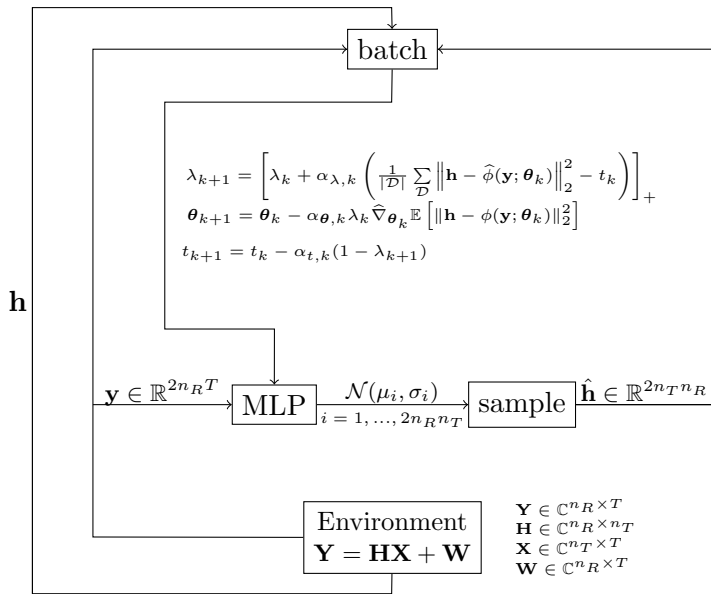 batch
λ_{k+1} = [λ_k + α_{λ,k} (1/|𝒟| ∑_𝒟 ‖𝐡 − φ̂(𝐲; 𝜽_k)‖₂² − t_k)]_+
𝜽_{k+1} = 𝜽_k − α_{𝜽,k} λ_k ∇̂_{𝜽_k} 𝔼 [‖𝐡 − ϕ(𝐲; 𝜽_k)‖₂²]
t_{k+1} = t_k − α_{t,k}(1 − λ_{k+1})
𝐡
𝐲 ∈ ℝ^{2n_R T}
MLP
𝒩(μ_i, σ_i)
i = 1, ..., 2n_R n_T
sample
𝐡̂ ∈ ℝ^{2n_T n_R}
Environment
𝐘 = 𝐇𝐗 + 𝐖
𝐘 ∈ ℂ^{n_R×T}
𝐇 ∈ ℂ^{n_R×n_T}
𝐗 ∈ ℂ^{n_T×T}
𝐖 ∈ ℂ^{n_R×T}